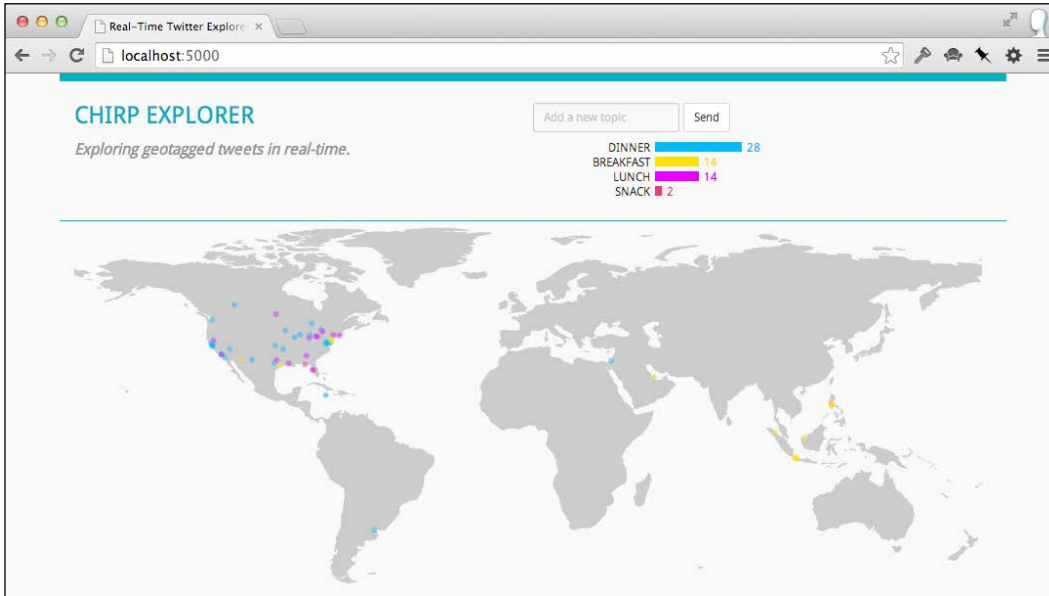 Real-Time Twitter Explore
localhost:5000
CHIRP EXPLORER
Exploring geotagged tweets in real-time.
Add a new topic Send
DINNER 28
BREAKFAST 14
LUNCH 14
SNACK 2